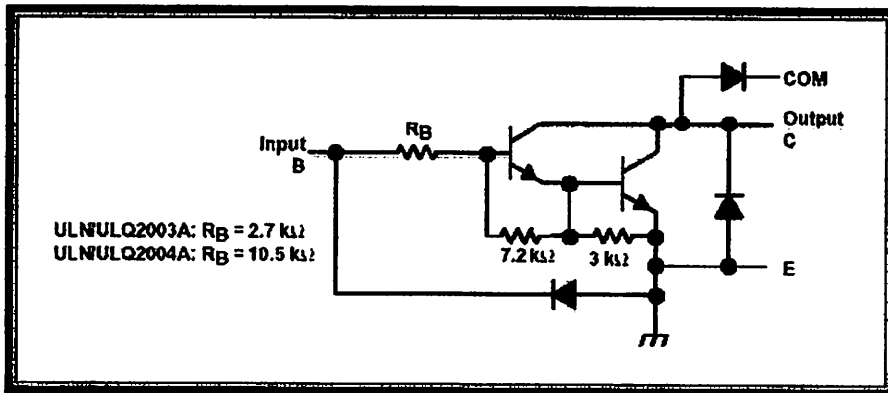 COM
Output
C
Input
B
RB
7.2 kΩ
3 kΩ
E
ULN/ULQ2003A: RB = 2.7 kΩ
ULN/ULQ2004A: RB = 10.5 kΩ